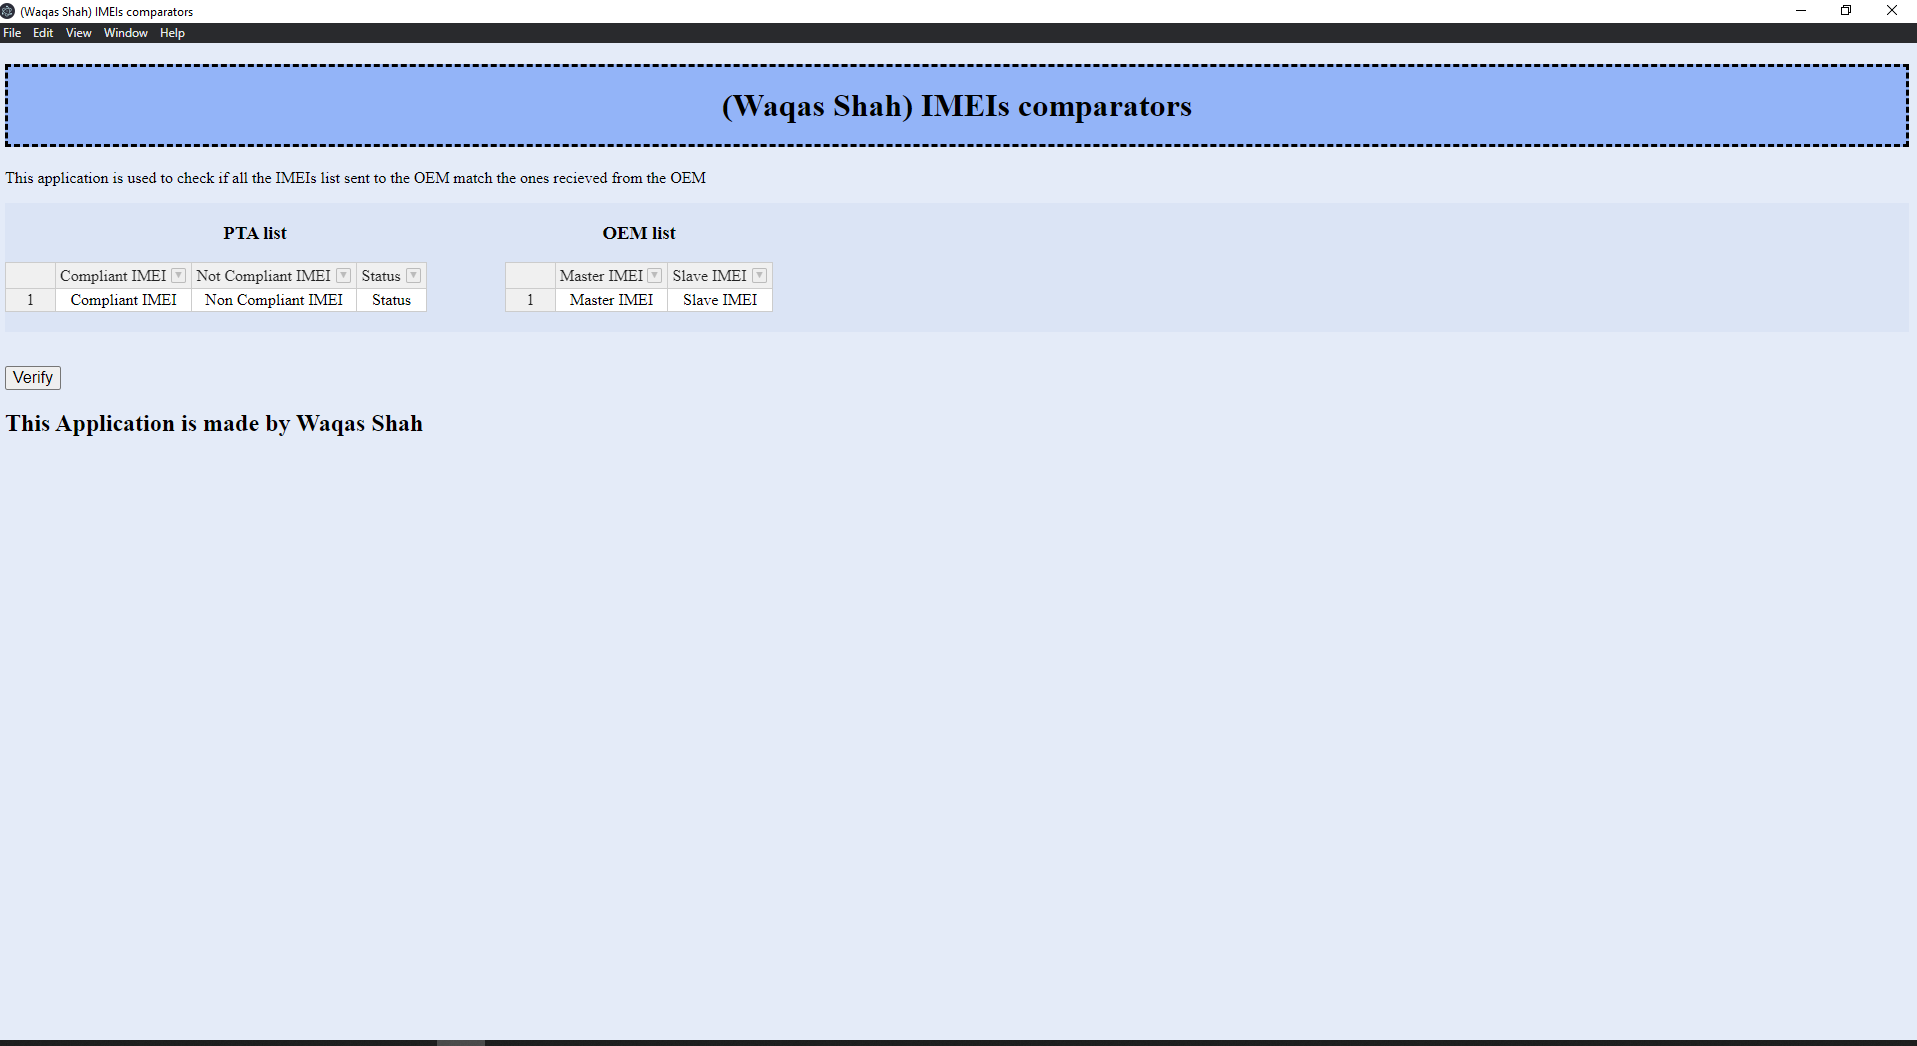 (Waqas Shah) IMEIs comparators
File Edit View Window Help
(Waqas Shah) IMEIs comparators
This application is used to check if all the IMEIs list sent to the OEM match the ones recieved from the OEM
PTA list
Compliant IMEI Not Compliant IMEI Status
1 Compliant IMEI Non Compliant IMEI Status
OEM list
Master IMEI Slave IMEI
1 Master IMEI Slave IMEI
Verify
This Application is made by Waqas Shah